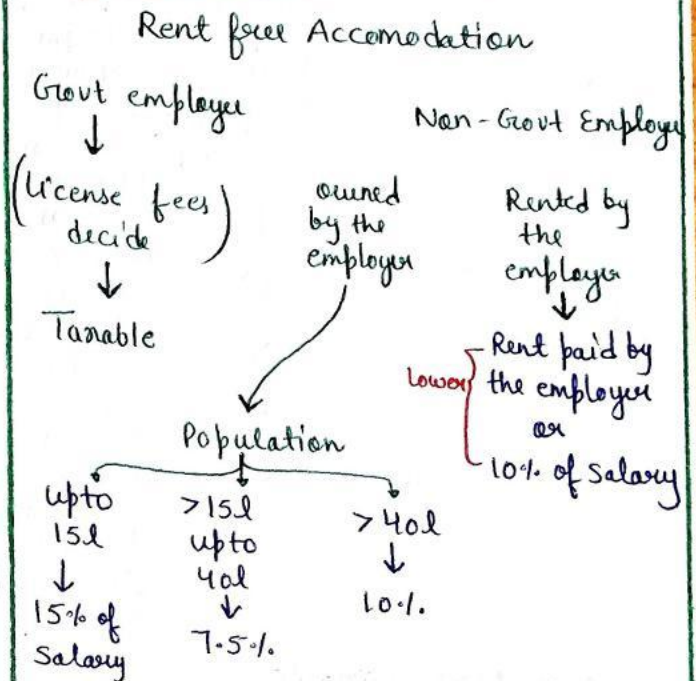 Rent free Accomodation
Govt employer
Non-Govt Employer
(License fees
decide)
Taxable
owned
by the
employer
Rented by
the
employer
Lower
Rent paid by
the employer
or
10% of Salary
Population
upto
15l
15% of
Salary
>15l
upto
40l
7.5%.
>40l
10%.